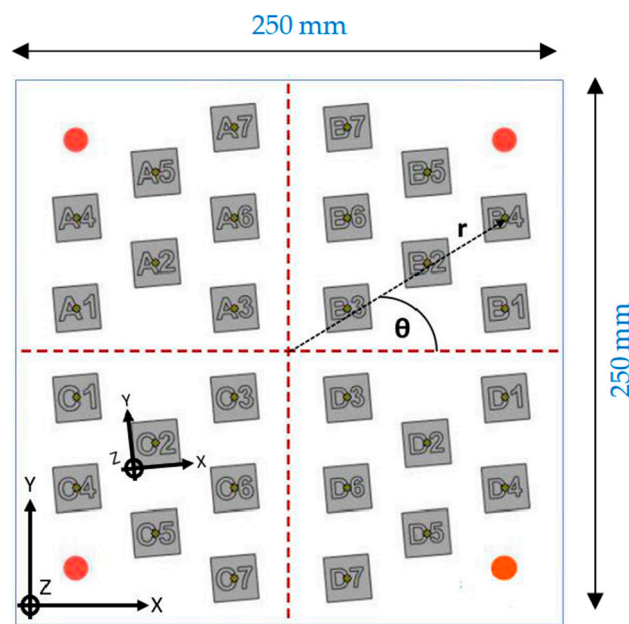 250 mm
A7 B7
A5 B5
A4 A6 B6 B4
r
A2 B2
A1 A3 B3 B1
θ
250 mm
C1 C3 D3 D1
Y
C2 D2
Z X
C4 C6 D6 D4
Y
C5 D5
C7 D7
Z
X